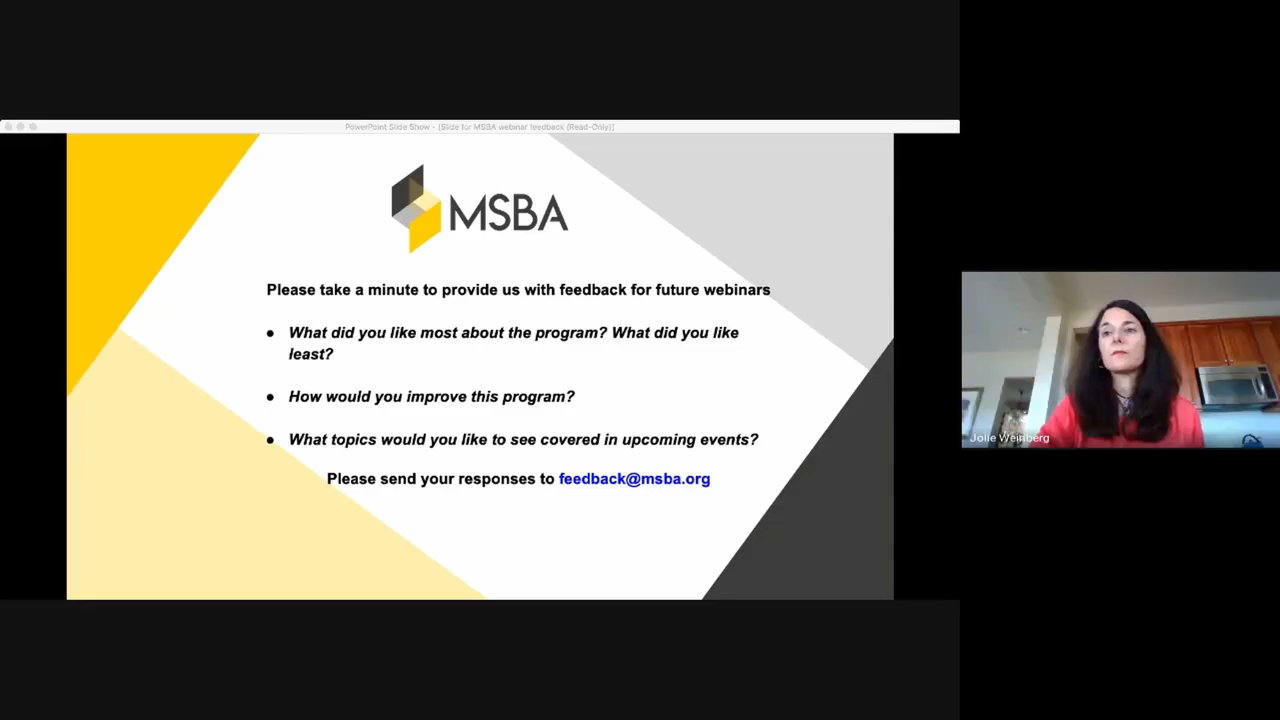 PowerPoint Slide Show - [Slide for MSBA webinar feedback (Read-Only)]
MSBA
Please take a minute to provide us with feedback for future webinars
● What did you like most about the program? What did you like
least?
● How would you improve this program?
● What topics would you like to see covered in upcoming events?
Please send your responses to feedback@msba.org
Jolie Weinberg